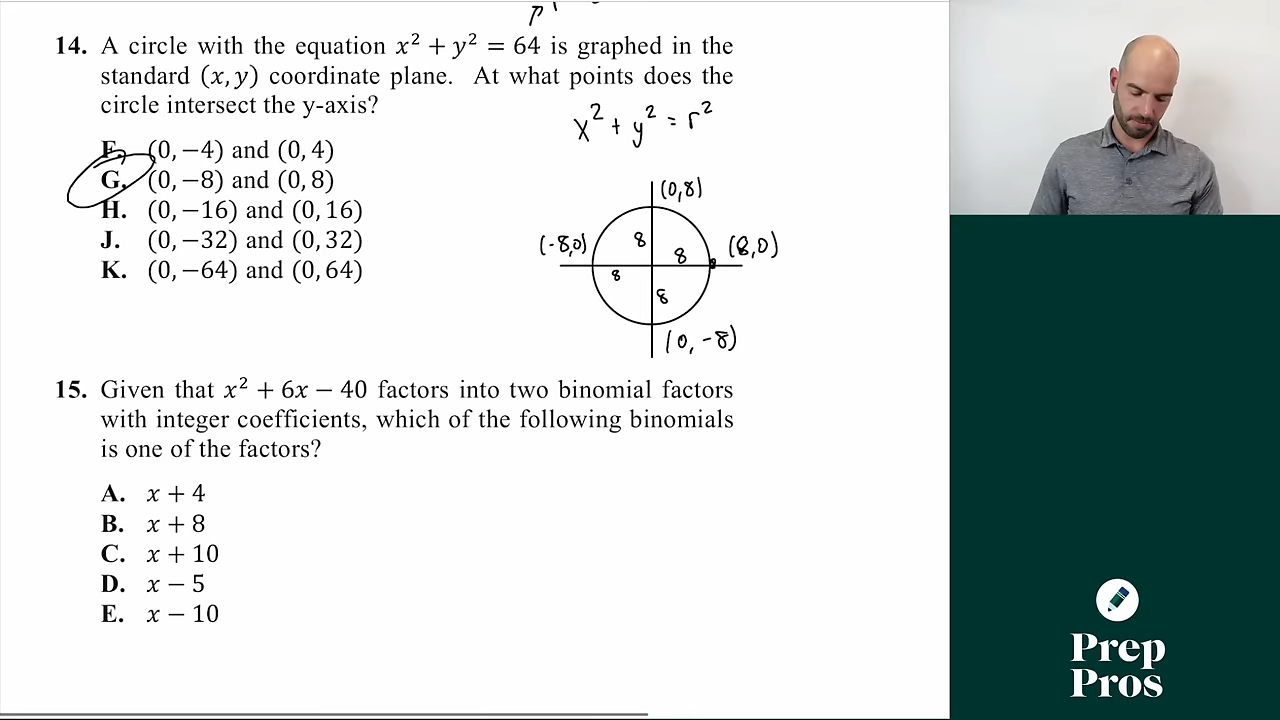 14. A circle with the equation x² + y² = 64 is graphed in the
standard (x, y) coordinate plane. At what points does the
circle intersect the y-axis?
x² + y² = r²
F. (0, −4) and (0, 4)
G. (0, −8) and (0, 8)
H. (0, −16) and (0, 16)
J. (0, −32) and (0, 32)
K. (0, −64) and (0, 64)
(0,8)
(-8,0)
8
8
(8,0)
8
8
(0,-8)
15. Given that x² + 6x − 40 factors into two binomial factors
with integer coefficients, which of the following binomials
is one of the factors?
A. x + 4
B. x + 8
C. x + 10
D. x − 5
E. x − 10
Prep
Pros